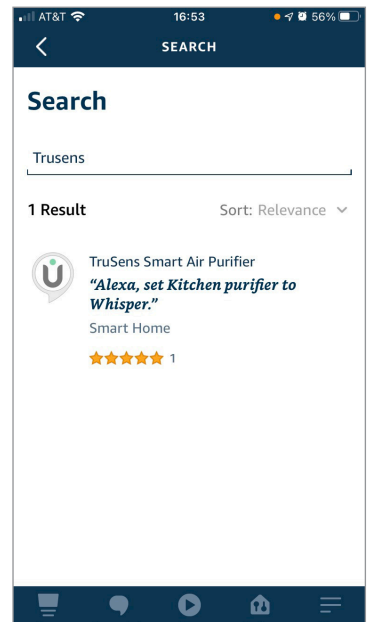 AT&T 16:53 56%
SEARCH
Search
Trusens
1 Result Sort: Relevance
TruSens Smart Air Purifier
“Alexa, set Kitchen purifier to
Whisper.”
Smart Home
1